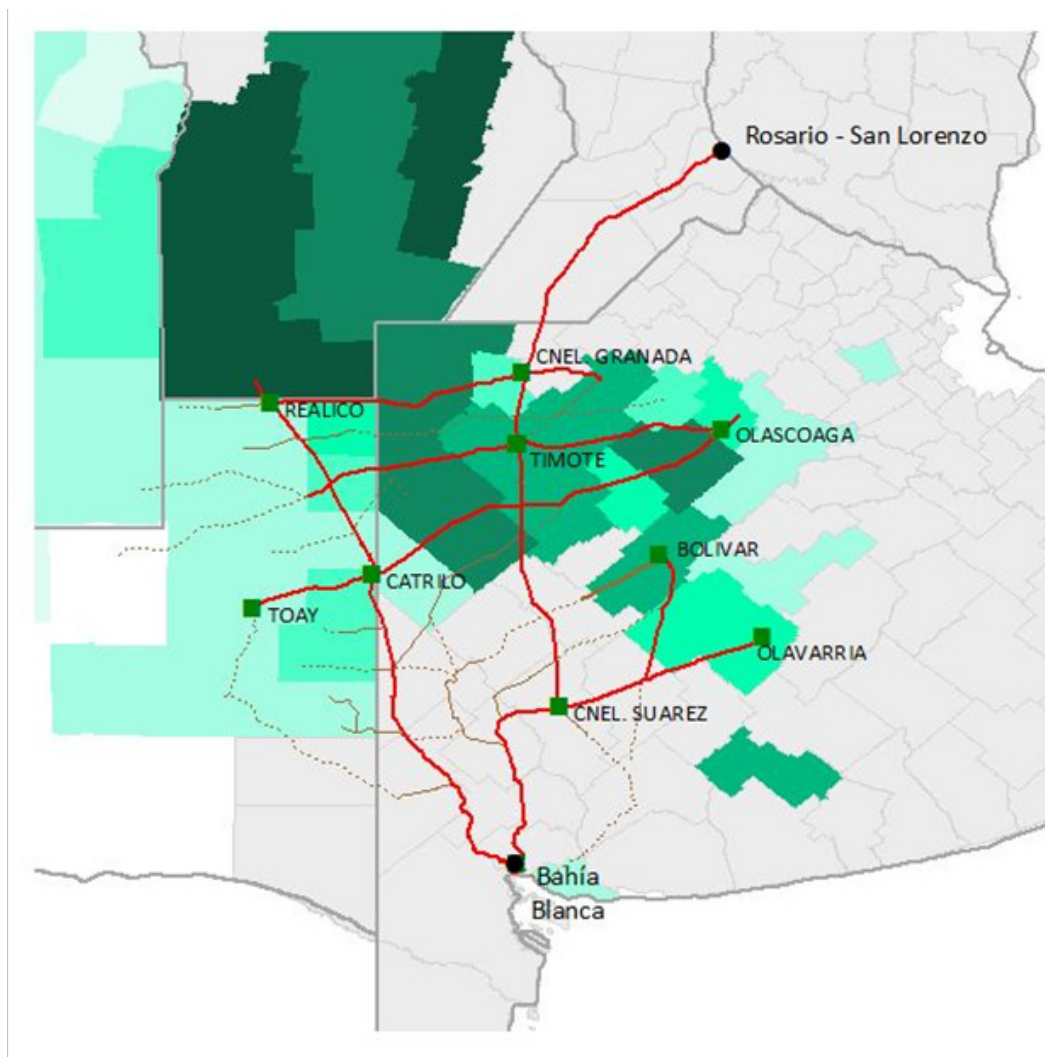 Rosario - San Lorenzo
CNEL. GRANADA
REALICO
OLASCOAGA
TIMOTE
BOLIVAR
CATRILO
TOAY
OLAVARRIA
CNEL. SUAREZ
Bahía
Blanca